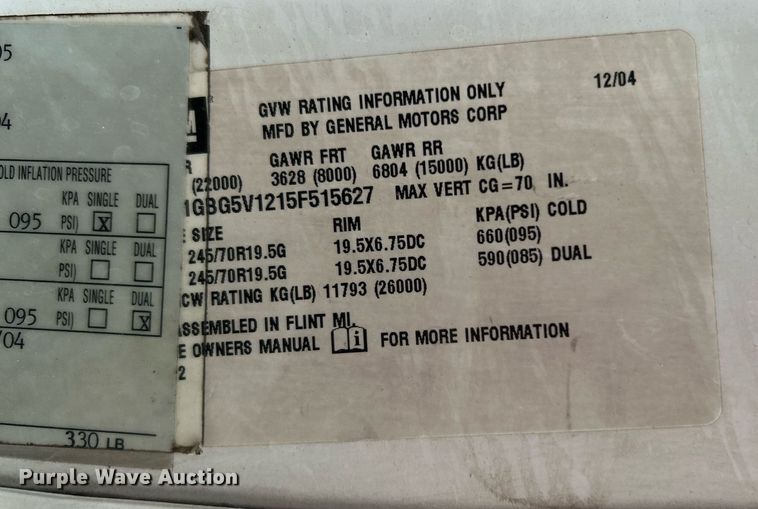 05
04
OLD INFLATION PRESSURE
KPA SINGLE DUAL
095 PSI) X
KPA SINGLE DUAL
PSI)
KPA SINGLE DUAL
095 PSI) X
/04
330 LB
12/04
GVW RATING INFORMATION ONLY
MFD BY GENERAL MOTORS CORP
M
R GAWR FRT GAWR RR
(22000) 3628 (8000) 6804 (15000) KG(LB)
1GBG5V1215F515627 MAX VERT CG=70 IN.
E SIZE RIM KPA(PSI) COLD
245/70R19.5G 19.5X6.75DC 660(095)
245/70R19.5G 19.5X6.75DC 590(085) DUAL
CW RATING KG(LB) 11793 (26000)
ASSEMBLED IN FLINT MI.
E OWNERS MANUAL i FOR MORE INFORMATION
2
Purple Wave Auction